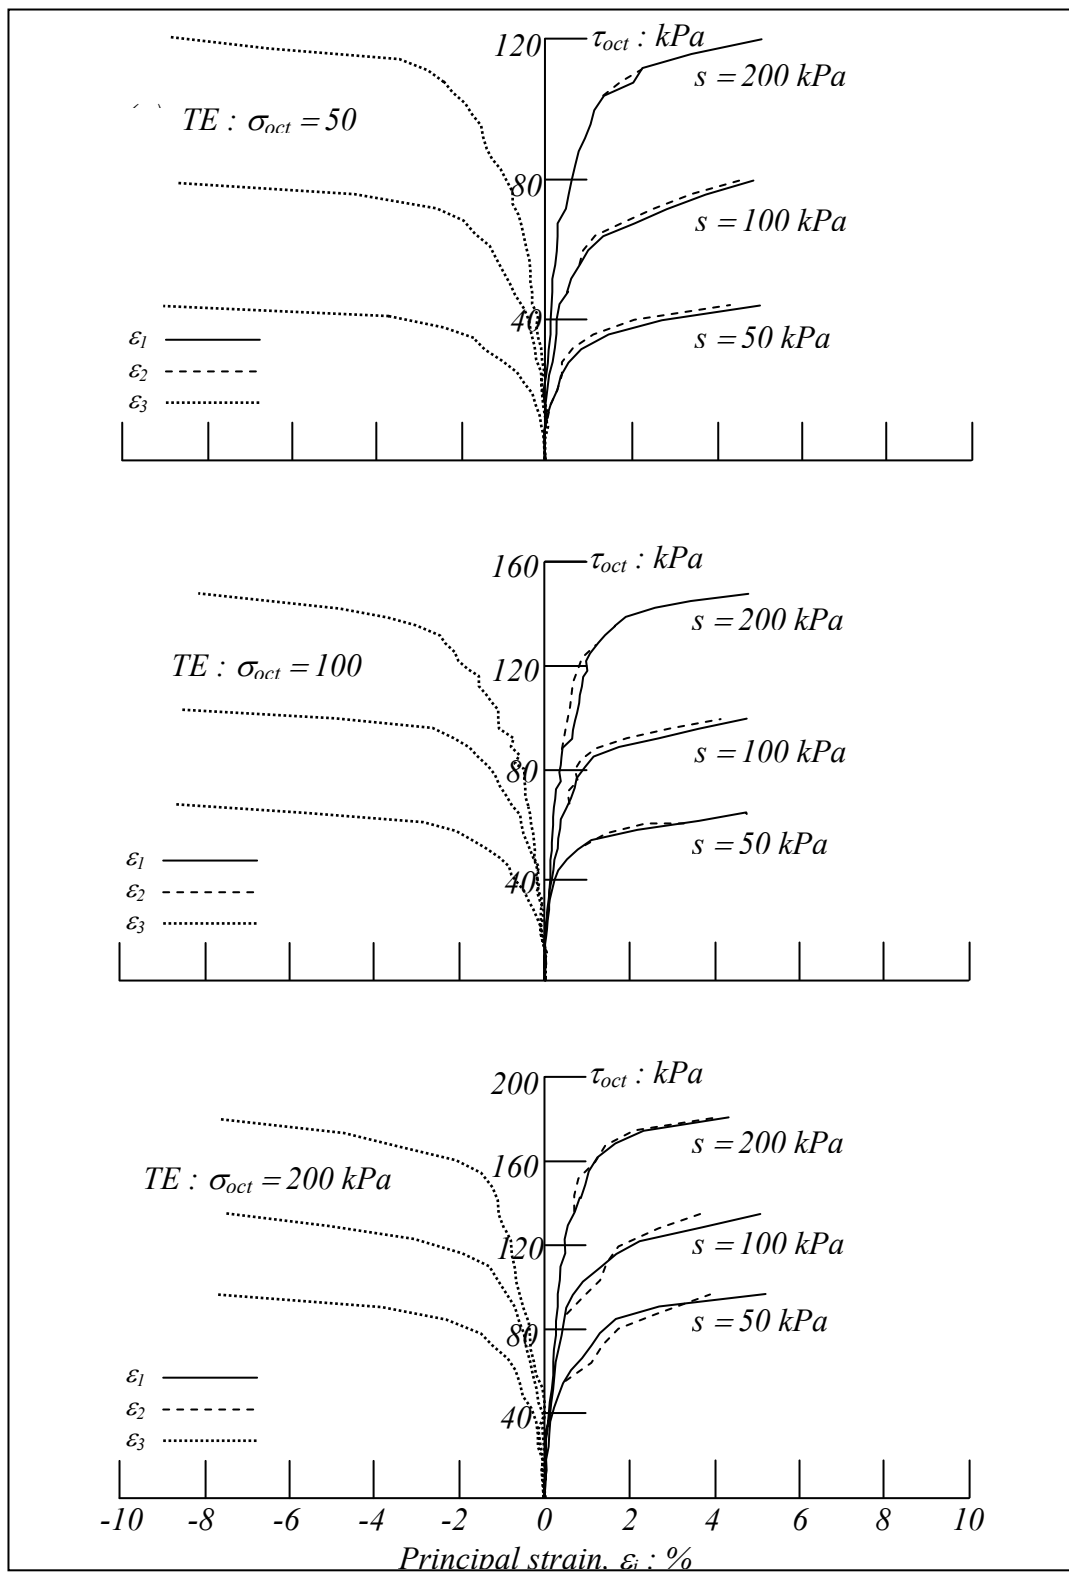 120 τoct : kPa
s = 200 kPa
TE : σoct = 50
80
s = 100 kPa
40
s = 50 kPa
ε1
ε2
ε3
160 τoct : kPa
s = 200 kPa
TE : σoct = 100
120
s = 100 kPa
80
s = 50 kPa
40
ε1
ε2
ε3
200 τoct : kPa
s = 200 kPa
160
TE : σoct = 200 kPa
120
s = 100 kPa
80
s = 50 kPa
40
ε1
ε2
ε3
-10 -8 -6 -4 -2 0 2 4 6 8 10
Principal strain, εi : %